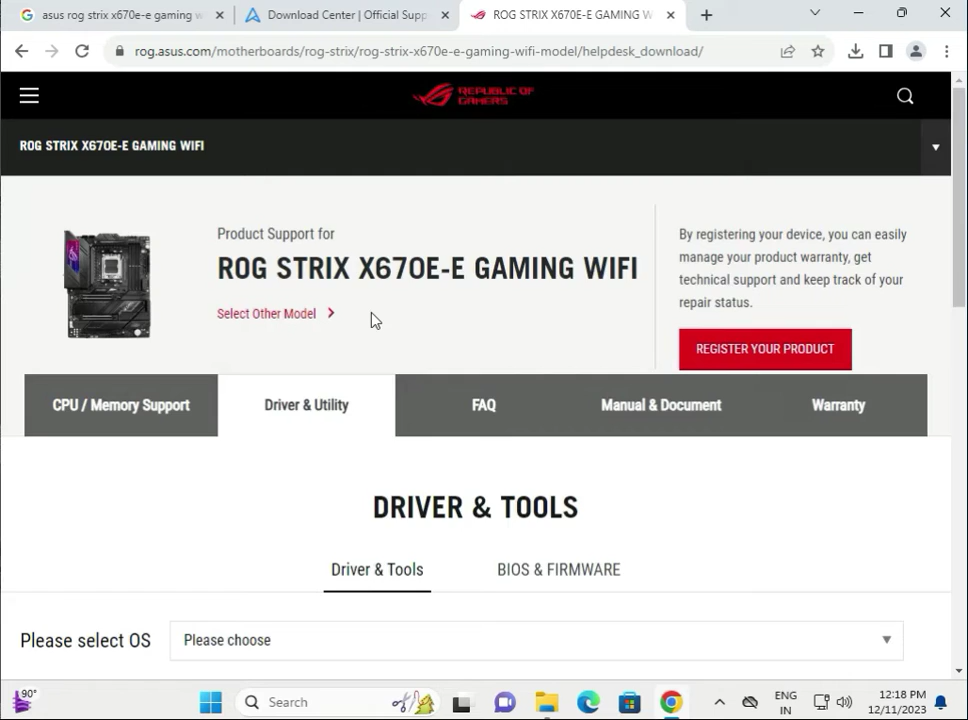 asus rog strix x670e-e gaming w
Download Center | Official Supp
ROG STRIX X670E-E GAMING W
rog.asus.com/motherboards/rog-strix/rog-strix-x670e-e-gaming-wifi-model/helpdesk_download/
REPUBLIC OF
GAMERS
ROG STRIX X670E-E GAMING WIFI
Product Support for
ROG STRIX X670E-E GAMING WIFI
Select Other Model
By registering your device, you can easily
manage your product warranty, get
technical support and keep track of your
repair status.
REGISTER YOUR PRODUCT
CPU / Memory Support
Driver & Utility
FAQ
Manual & Document
Warranty
DRIVER & TOOLS
Driver & Tools
BIOS & FIRMWARE
Please select OS
Please choose
90°
Search
ENG
IN
12:18 PM
12/11/2023